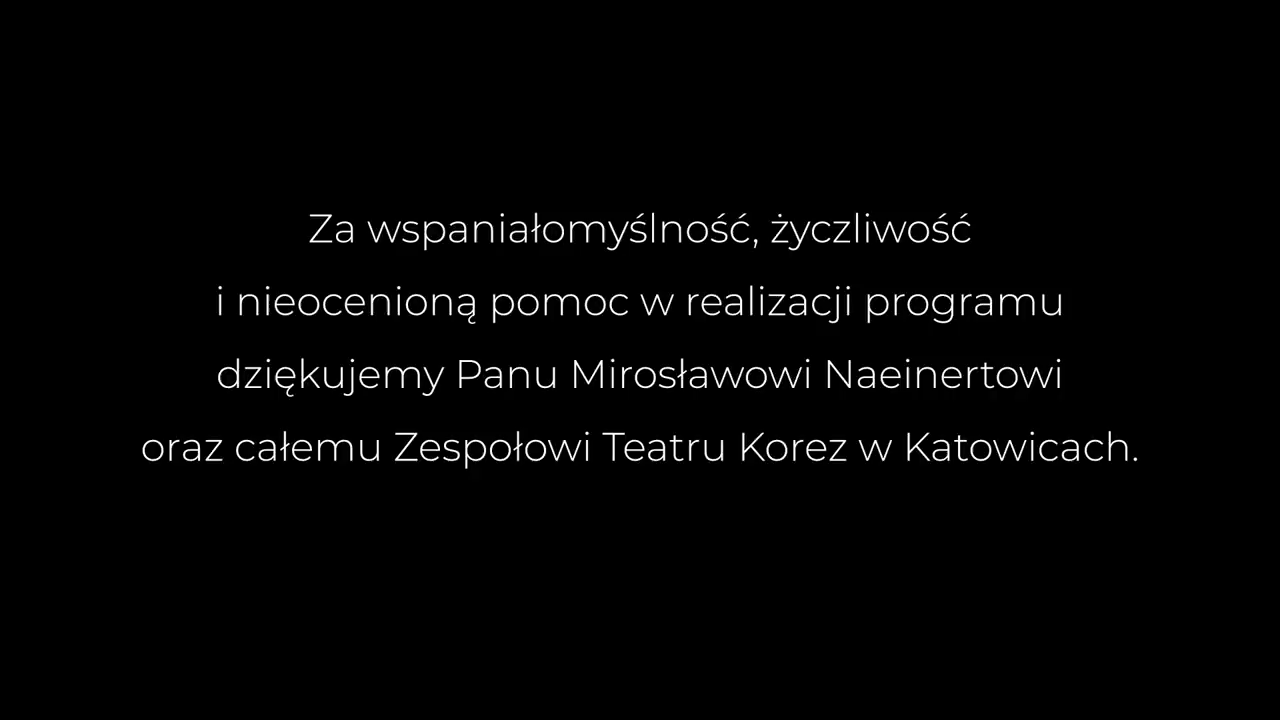 Za wspaniałomyślność, życzliwość
i nieocenioną pomoc w realizacji programu
dziękujemy Panu Mirosławowi Naeinertowi
oraz całemu Zespołowi Teatru Korez w Katowicach.